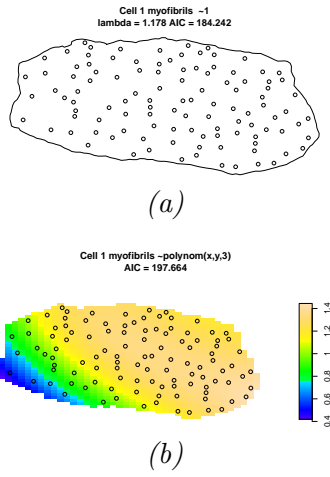 Cell 1 myofibrils ~1
lambda = 1.178 AIC = 184.242
(a)
Cell 1 myofibrils ~polynom(x,y,3)
AIC = 197.664
0.4 0.6 0.8 1 1.2 1.4
(b)